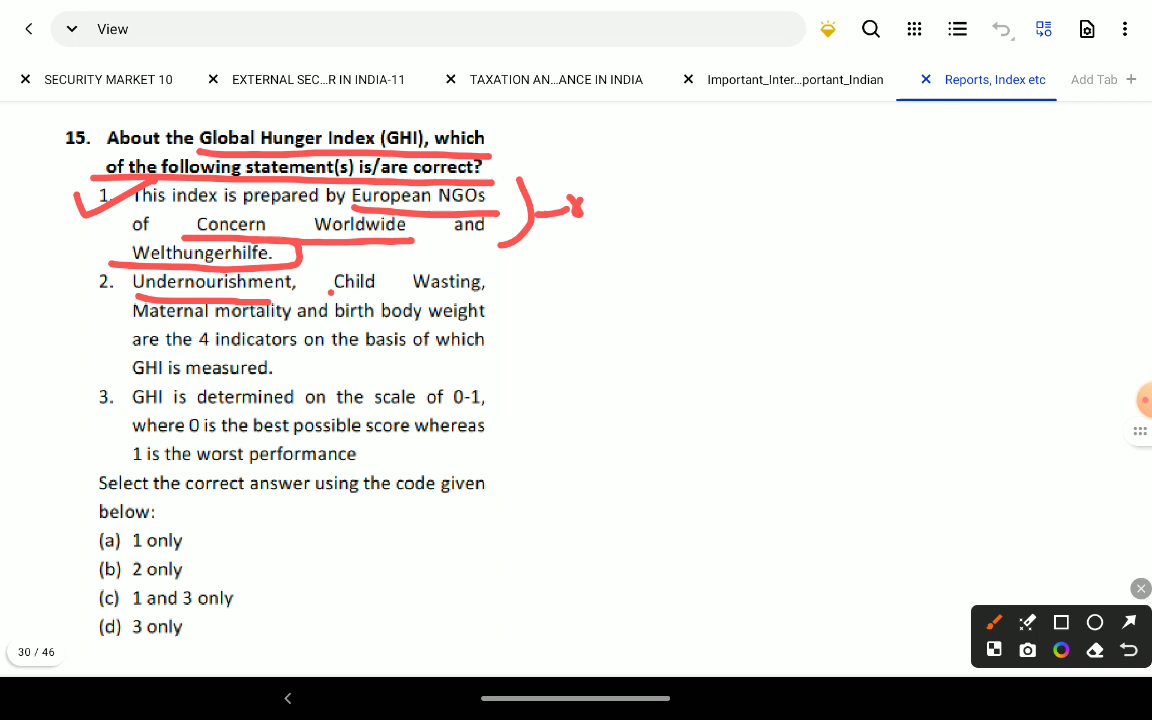 View
SECURITY MARKET 10
EXTERNAL SEC...R IN INDIA-11
TAXATION AN...ANCE IN INDIA
Important_Inter...portant_Indian
Reports, Index etc
Add Tab +
15. About the Global Hunger Index (GHI), which
of the following statement(s) is/are correct?
1. This index is prepared by European NGOs
of Concern Worldwide and
Welthungerhilfe.
2. Undernourishment, Child Wasting,
Maternal mortality and birth body weight
are the 4 indicators on the basis of which
GHI is measured.
3. GHI is determined on the scale of 0-1,
where 0 is the best possible score whereas
1 is the worst performance
Select the correct answer using the code given
below:
(a) 1 only
(b) 2 only
(c) 1 and 3 only
(d) 3 only
30 / 46